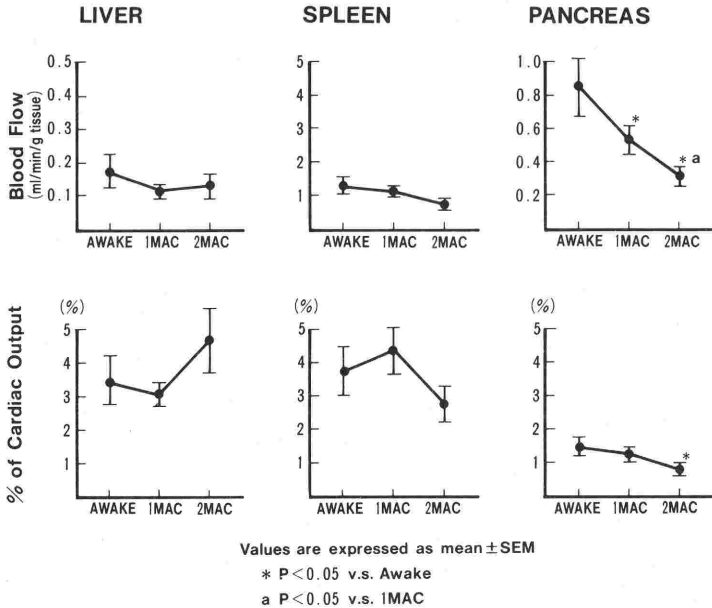 LIVER SPLEEN PANCREAS
Blood Flow
(ml/min/g tissue)
0.5
0.4
0.3
0.2
0.1
AWAKE 1MAC 2MAC
5
4
3
2
1
AWAKE 1MAC 2MAC
1.0
0.8
0.6
0.4
0.2
*
* a
AWAKE 1MAC 2MAC
% of Cardiac Output
(%)
5
4
3
2
1
AWAKE 1MAC 2MAC
(%)
5
4
3
2
1
AWAKE 1MAC 2MAC
(%)
5
4
3
2
1
*
AWAKE 1MAC 2MAC
Values are expressed as mean±SEM
* P<0.05 v.s. Awake
a P<0.05 v.s. 1MAC